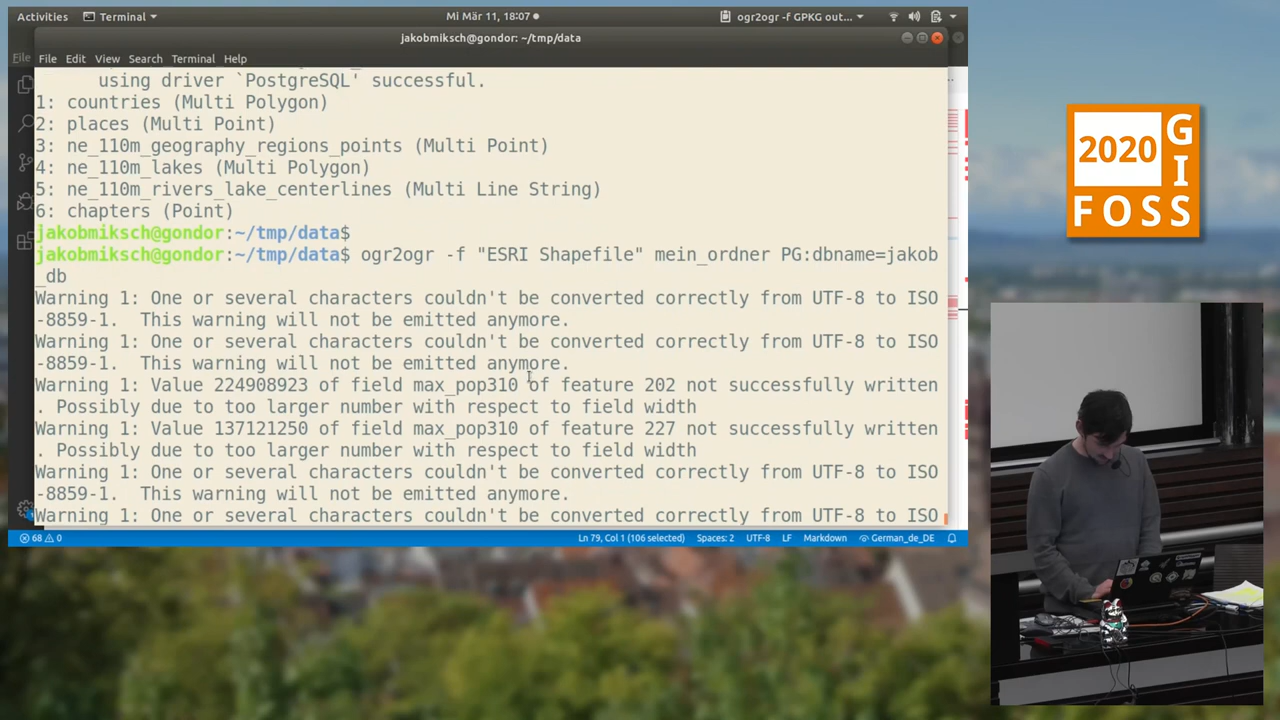 Activities Terminal Mi Mär 11, 18:07 ogr2ogr -f GPKG out...
jakobmiksch@gondor: ~/tmp/data
File File Edit View Search Terminal Help
using driver `PostgreSQL' successful.
1: countries (Multi Polygon)
2: places (Multi Point)
3: ne_110m_geography_regions_points (Multi Point)
4: ne_110m_lakes (Multi Polygon)
5: ne_110m_rivers_lake_centerlines (Multi Line String)
6: chapters (Point)
jakobmiksch@gondor:~/tmp/data$
jakobmiksch@gondor:~/tmp/data$ ogr2ogr -f "ESRI Shapefile" mein_ordner PG:dbname=jakob
_db
Warning 1: One or several characters couldn't be converted correctly from UTF-8 to ISO
-8859-1.  This warning will not be emitted anymore.
Warning 1: One or several characters couldn't be converted correctly from UTF-8 to ISO
-8859-1.  This warning will not be emitted anymore.
Warning 1: Value 224908923 of field max_pop310 of feature 202 not successfully written
. Possibly due to too larger number with respect to field width
Warning 1: Value 137121250 of field max_pop310 of feature 227 not successfully written
. Possibly due to too larger number with respect to field width
Warning 1: One or several characters couldn't be converted correctly from UTF-8 to ISO
-8859-1.  This warning will not be emitted anymore.
Warning 1: One or several characters couldn't be converted correctly from UTF-8 to ISO
68 0 Ln 79, Col 1 (106 selected) Spaces: 2 UTF-8 LF Markdown German_de_DE
2020
GI
FOSS